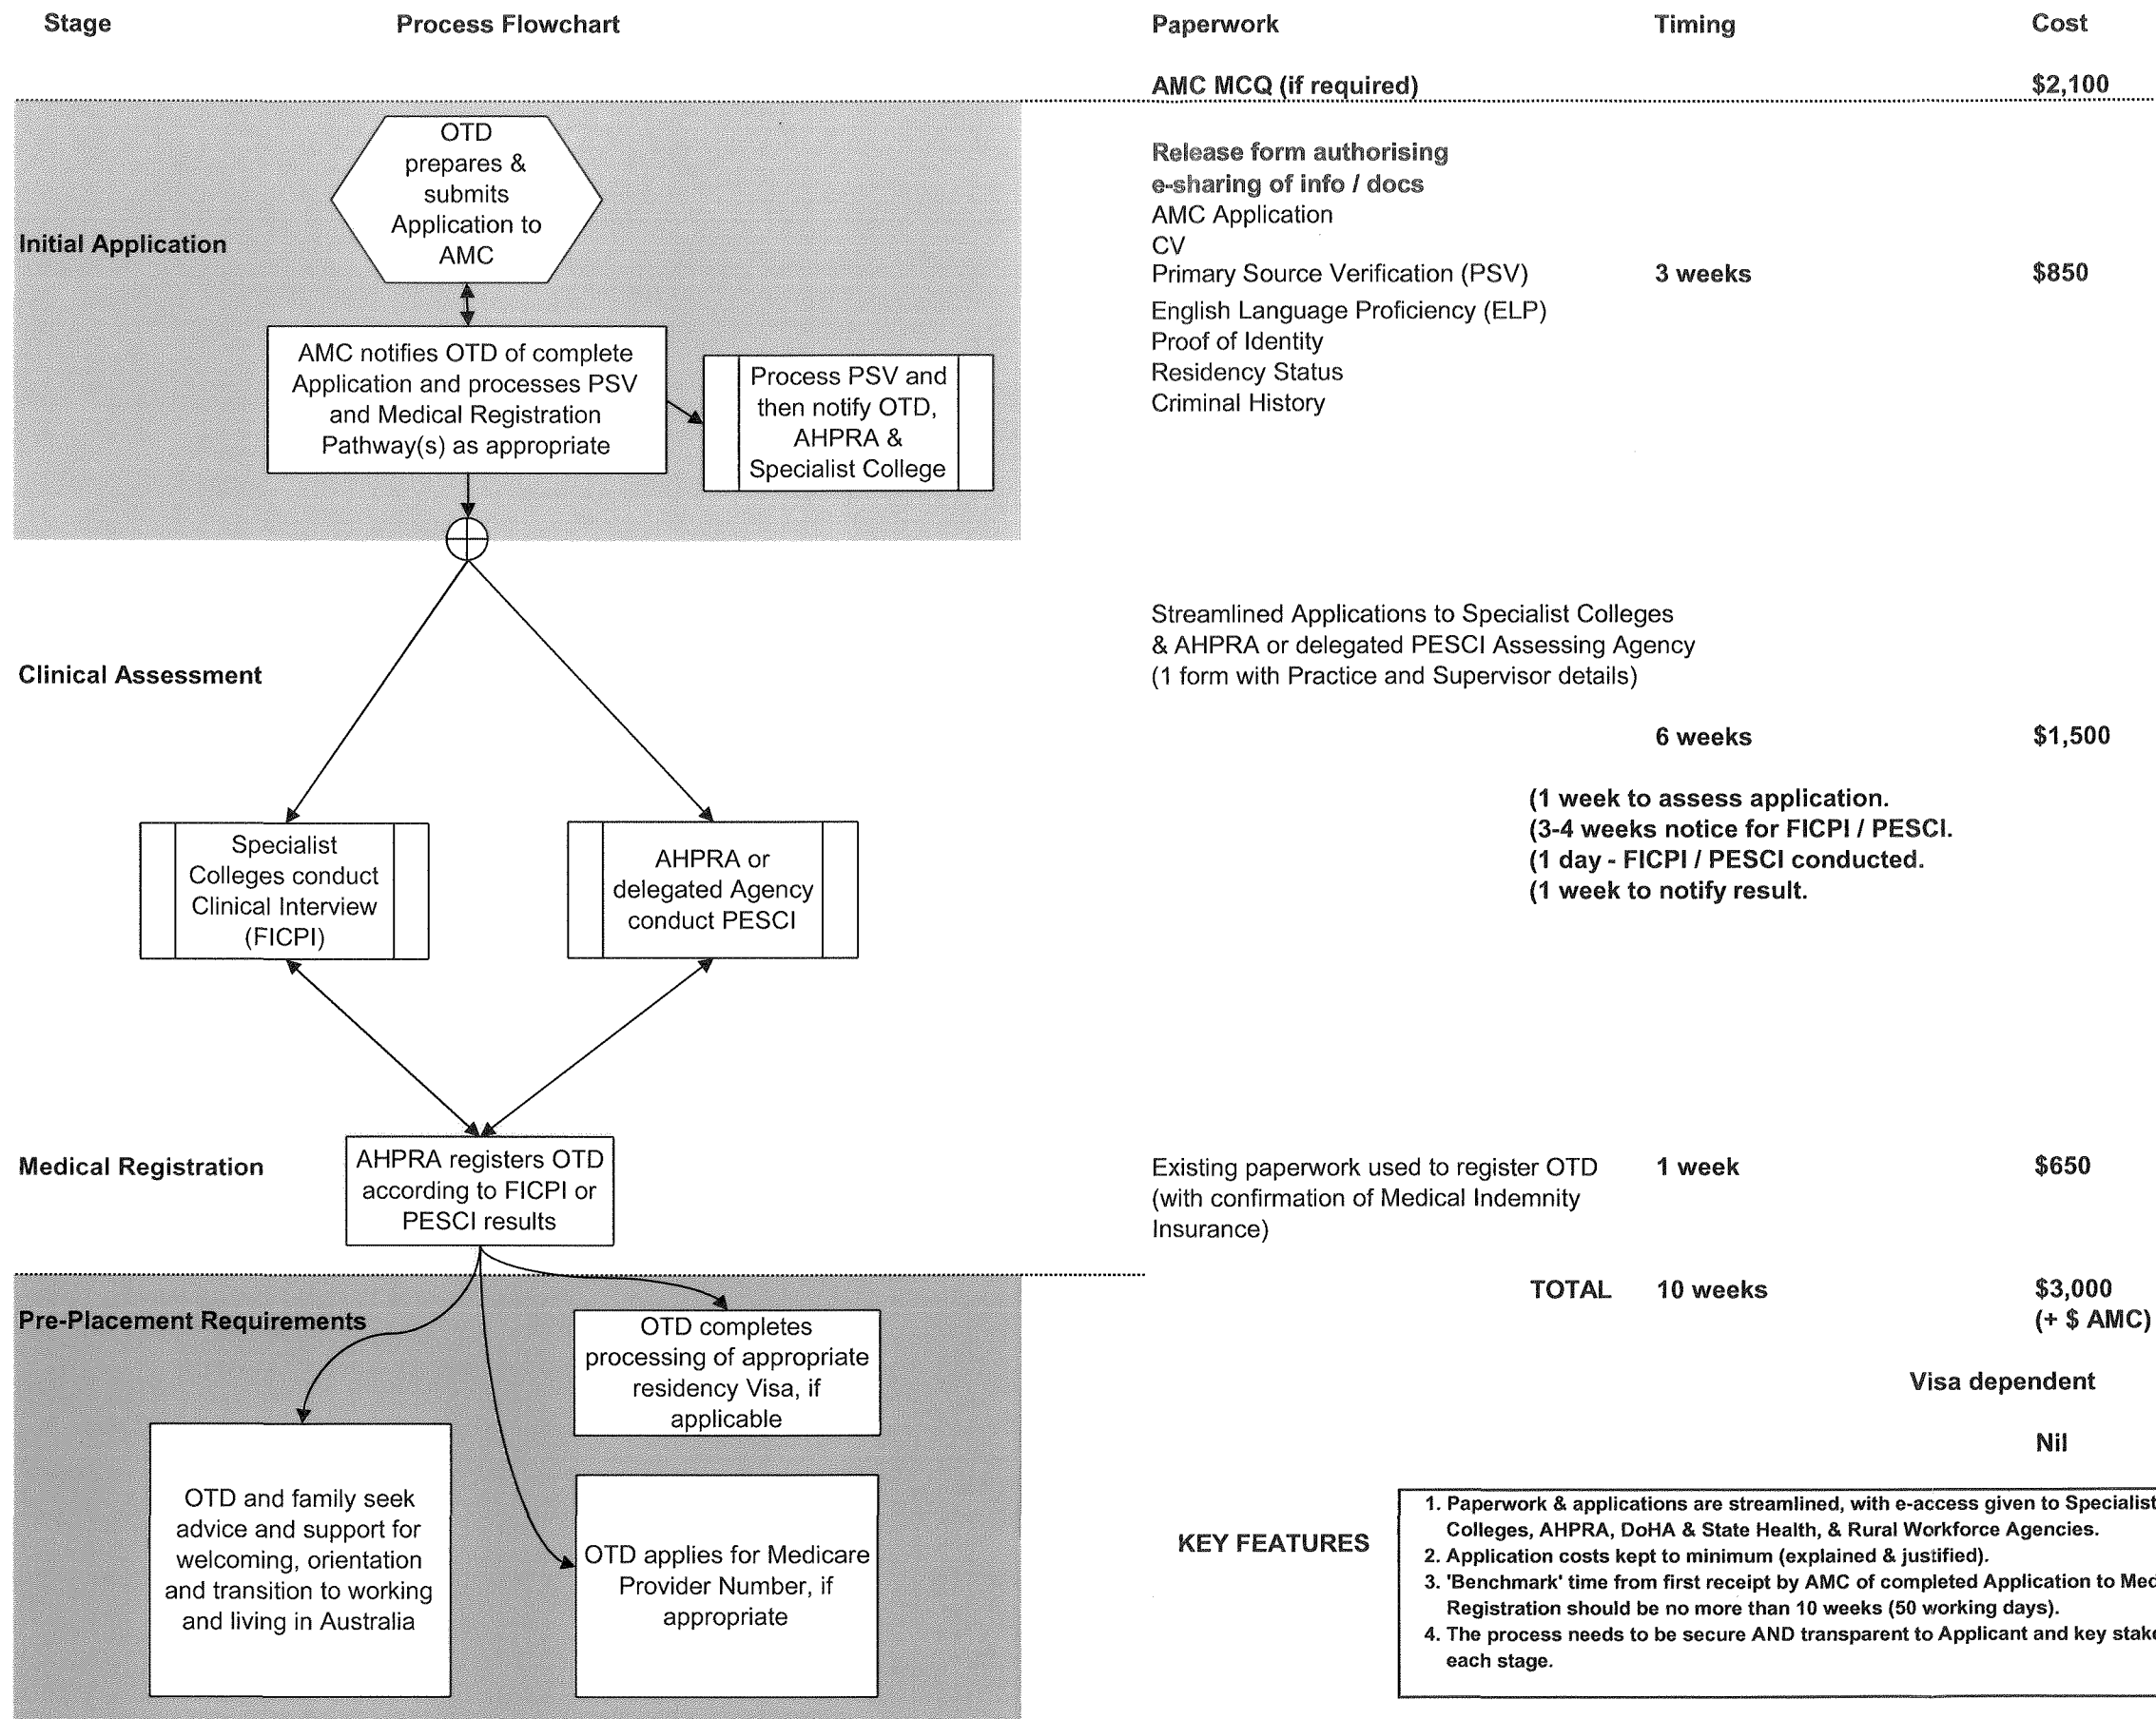 Stage
Process Flowchart
Paperwork
Timing
Cost
AMC MCQ (if required)
$2,100
Initial Application
OTD
prepares &
submits
Application to
AMC
AMC notifies OTD of complete
Application and processes PSV
and Medical Registration
Pathway(s) as appropriate
Process PSV and
then notify OTD,
AHPRA &
Specialist College
Release form authorising
e-sharing of info / docs
AMC Application
CV
Primary Source Verification (PSV)
3 weeks
$850
English Language Proficiency (ELP)
Proof of Identity
Residency Status
Criminal History
Clinical Assessment
Streamlined Applications to Specialist Colleges
& AHPRA or delegated PESCI Assessing Agency
(1 form with Practice and Supervisor details)
6 weeks
$1,500
(1 week to assess application.
(3-4 weeks notice for FICPI / PESCI.
(1 day - FICPI / PESCI conducted.
(1 week to notify result.
Specialist
Colleges conduct
Clinical Interview
(FICPI)
AHPRA or
delegated Agency
conduct PESCI
Medical Registration
AHPRA registers OTD
according to FICPI or
PESCI results
Existing paperwork used to register OTD
(with confirmation of Medical Indemnity
Insurance)
1 week
$650
TOTAL
10 weeks
$3,000
(+ $ AMC)
Pre-Placement Requirements
OTD completes
processing of appropriate
residency Visa, if
applicable
Visa dependent
Nil
OTD and family seek
advice and support for
welcoming, orientation
and transition to working
and living in Australia
OTD applies for Medicare
Provider Number, if
appropriate
KEY FEATURES
1. Paperwork & applications are streamlined, with e-access given to Specialist
Colleges, AHPRA, DoHA & State Health, & Rural Workforce Agencies.
2. Application costs kept to minimum (explained & justified).
3. 'Benchmark' time from first receipt by AMC of completed Application to Med
Registration should be no more than 10 weeks (50 working days).
4. The process needs to be secure AND transparent to Applicant and key stak
each stage.